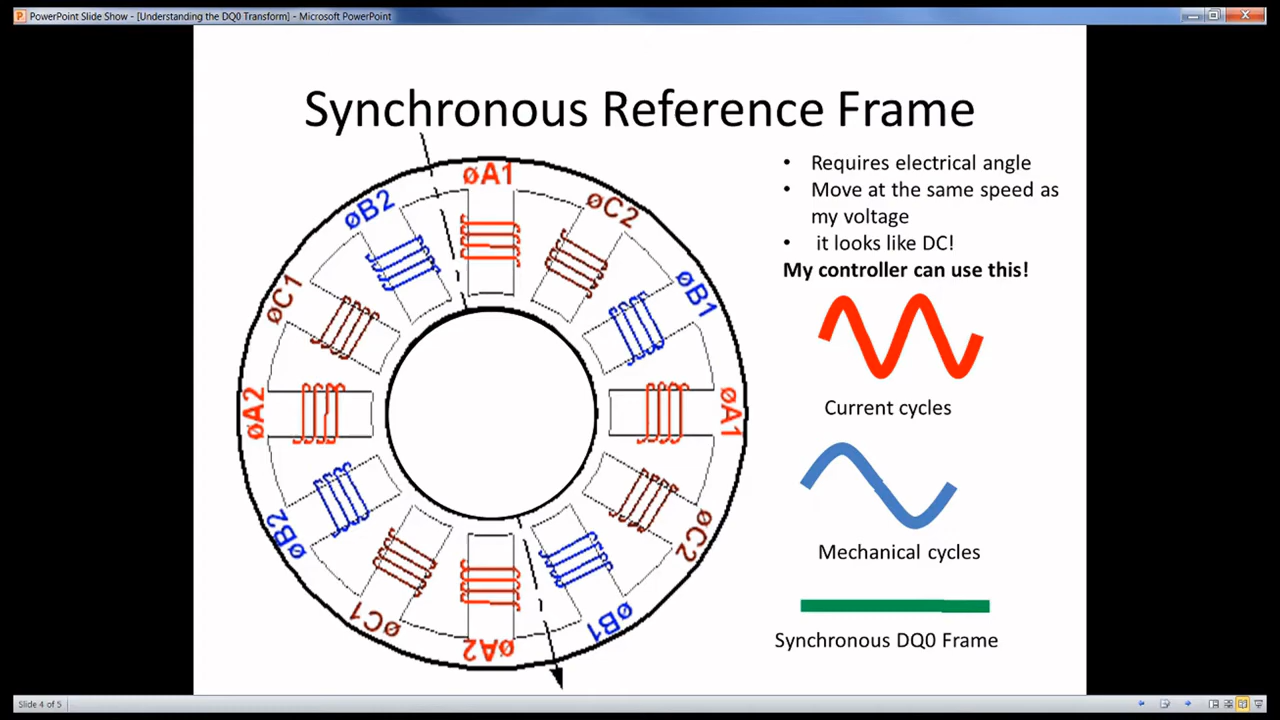 PowerPoint Slide Show - [Understanding the DQ0 Transform] - Microsoft PowerPoint
Synchronous Reference Frame
• Requires electrical angle
• Move at the same speed as
my voltage
• it looks like DC!
My controller can use this!
øA1
øC2
øB1
øA1
øC2
øB1
øA2
øC1
øB2
øA2
øC1
øB2
Current cycles
Mechanical cycles
Synchronous DQ0 Frame
Slide 4 of 5